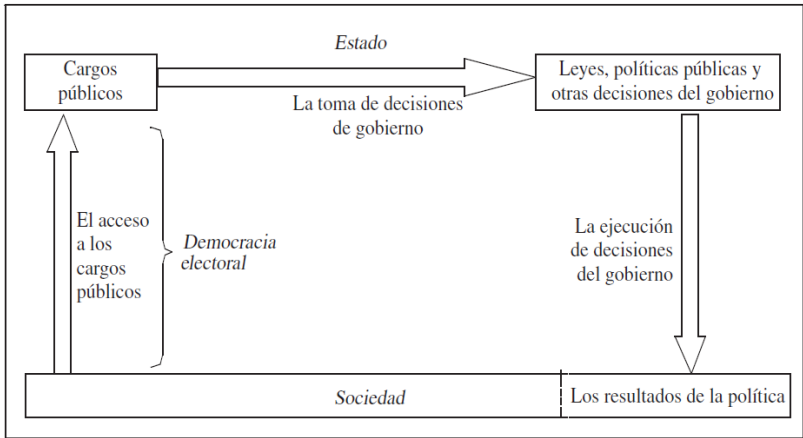 Estado
Cargos
públicos
Leyes, políticas públicas y
otras decisiones del gobierno
La toma de decisiones
de gobierno
El acceso
a los
cargos
públicos
Democracia
electoral
La ejecución
de decisiones
del gobierno
Sociedad
Los resultados de la política